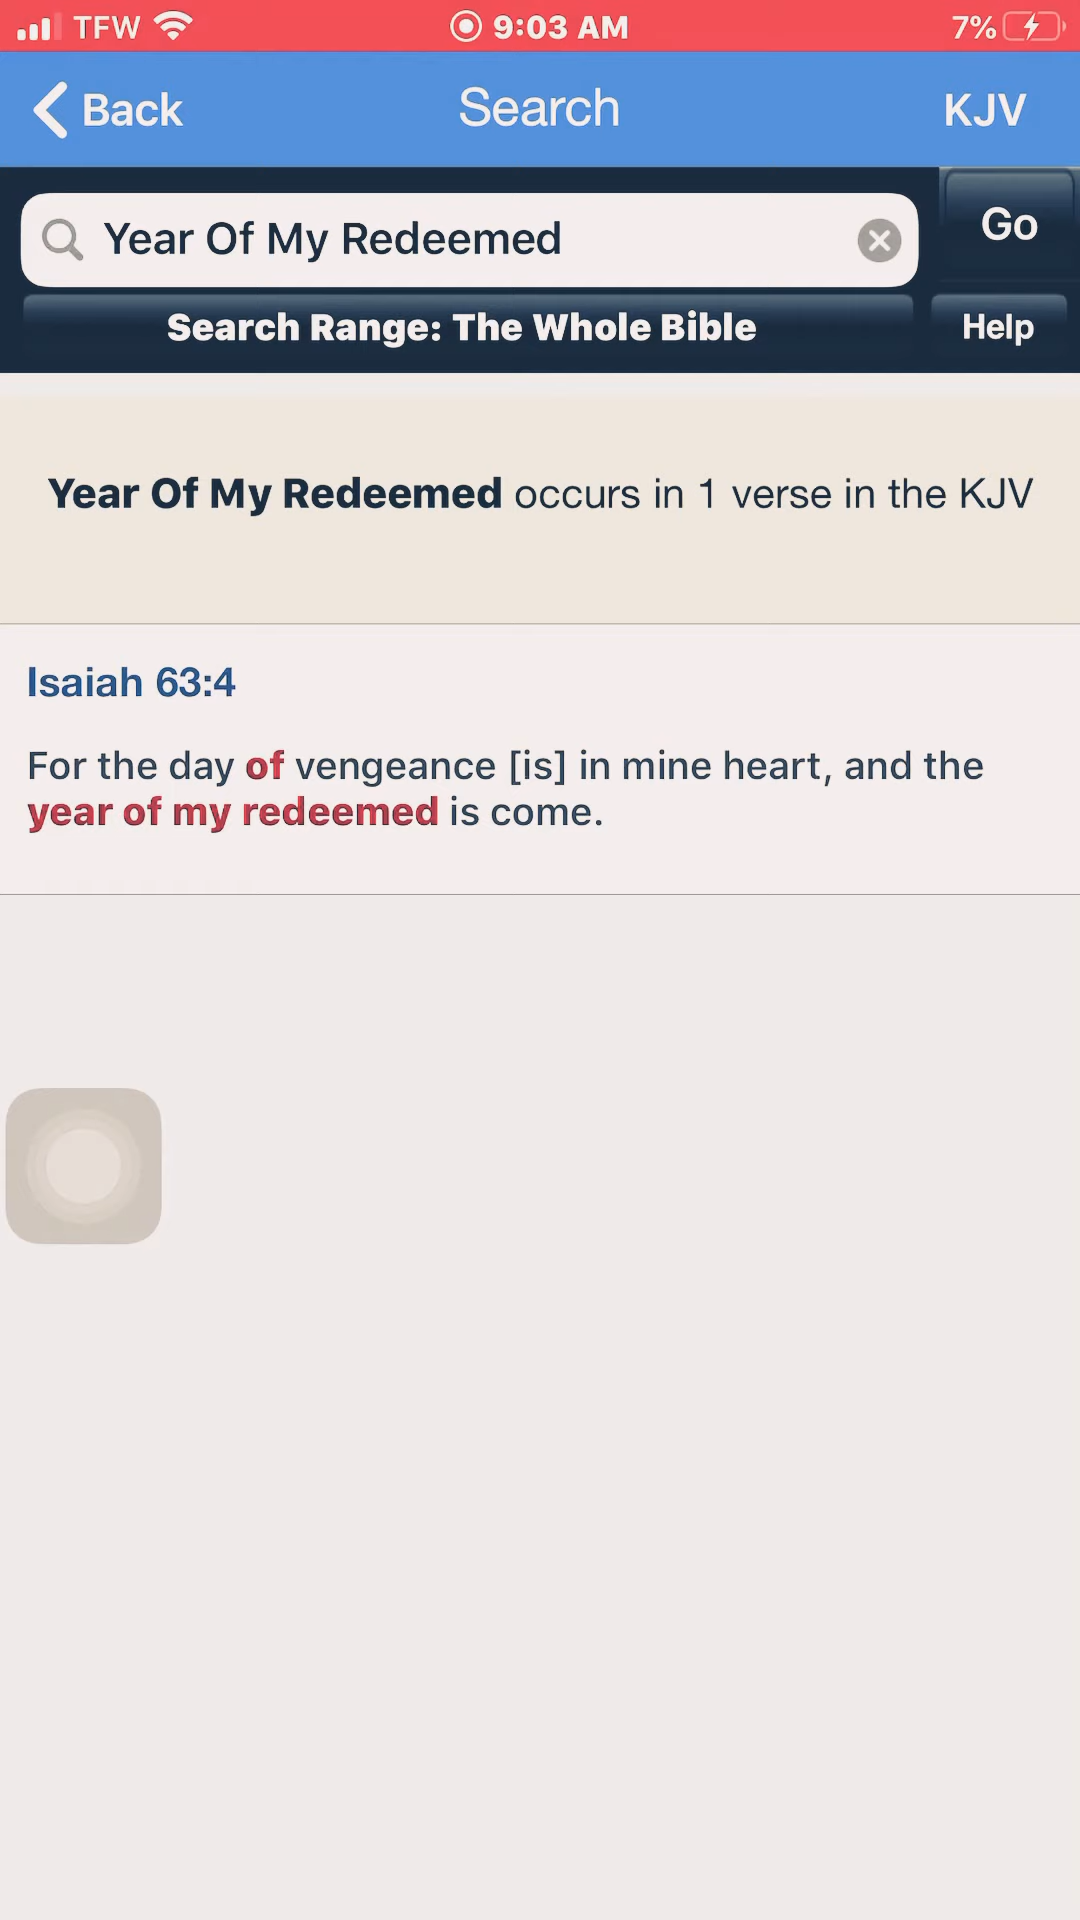 TFW 9:03 AM 7%
Back Search KJV
Year Of My Redeemed Go
Search Range: The Whole Bible Help
Year Of My Redeemed occurs in 1 verse in the KJV
Isaiah 63:4
For the day of vengeance [is] in mine heart, and the
year of my redeemed is come.